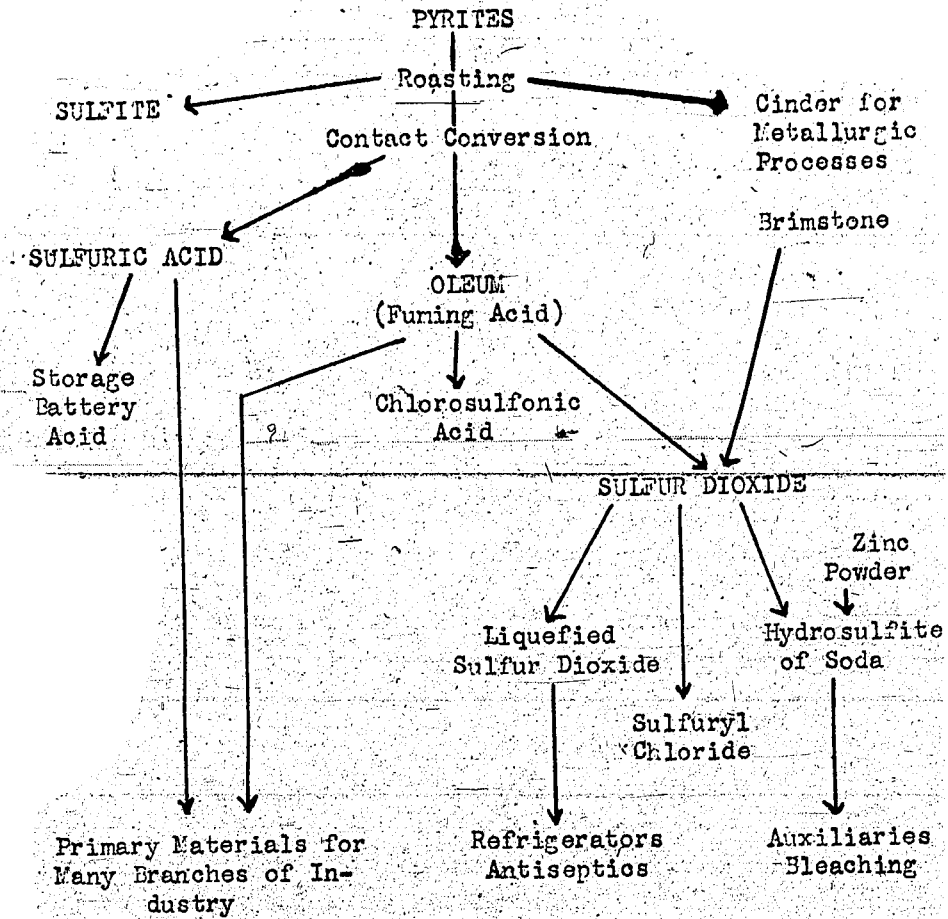 PYRITES
Roasting
SULFITE
Cinder for
Metallurgic
Processes
Contact Conversion
Brimstone
SULFURIC ACID
OLEUM
(Fuming Acid)
Storage
Battery
Acid
Chlorosulfonic
Acid
SULFUR DIOXIDE
Zinc
Powder
Liquefied
Sulfur Dioxide
Hydrosulfite
of Soda
Sulfuryl
Chloride
Primary Materials for
Many Branches of In-
dustry
Refrigerators
Antiseptics
Auxiliaries
Bleaching